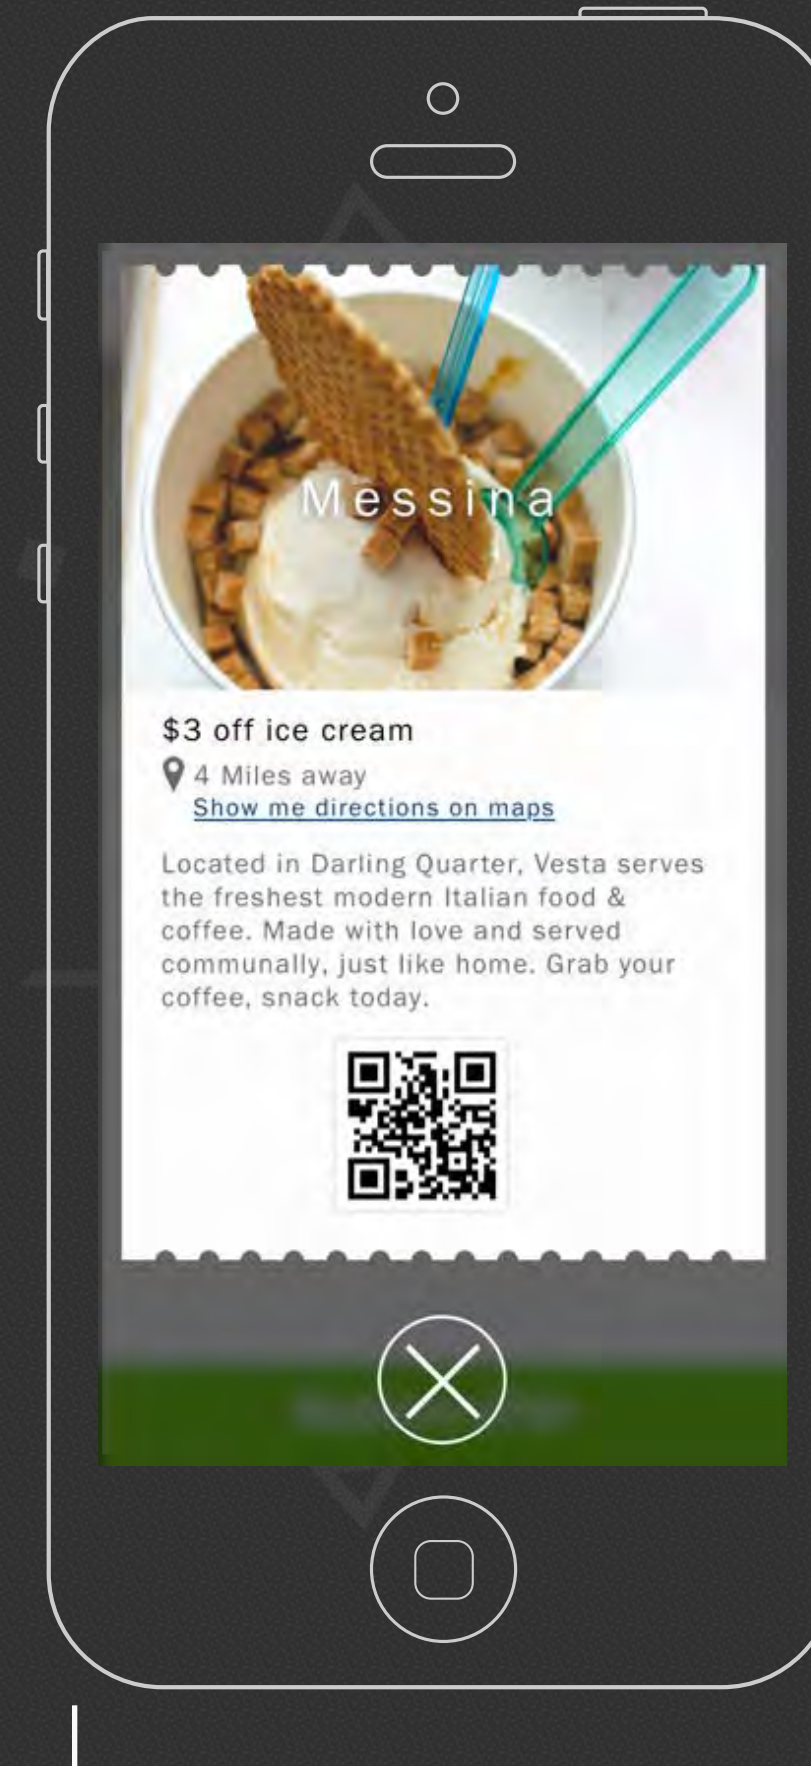 Messina
$3 off ice cream
4 Miles away
Show me directions on maps
Located in Darling Quarter, Vesta serves
the freshest modern Italian food &
coffee. Made with love and served
communally, just like home. Grab your
coffee, snack today.